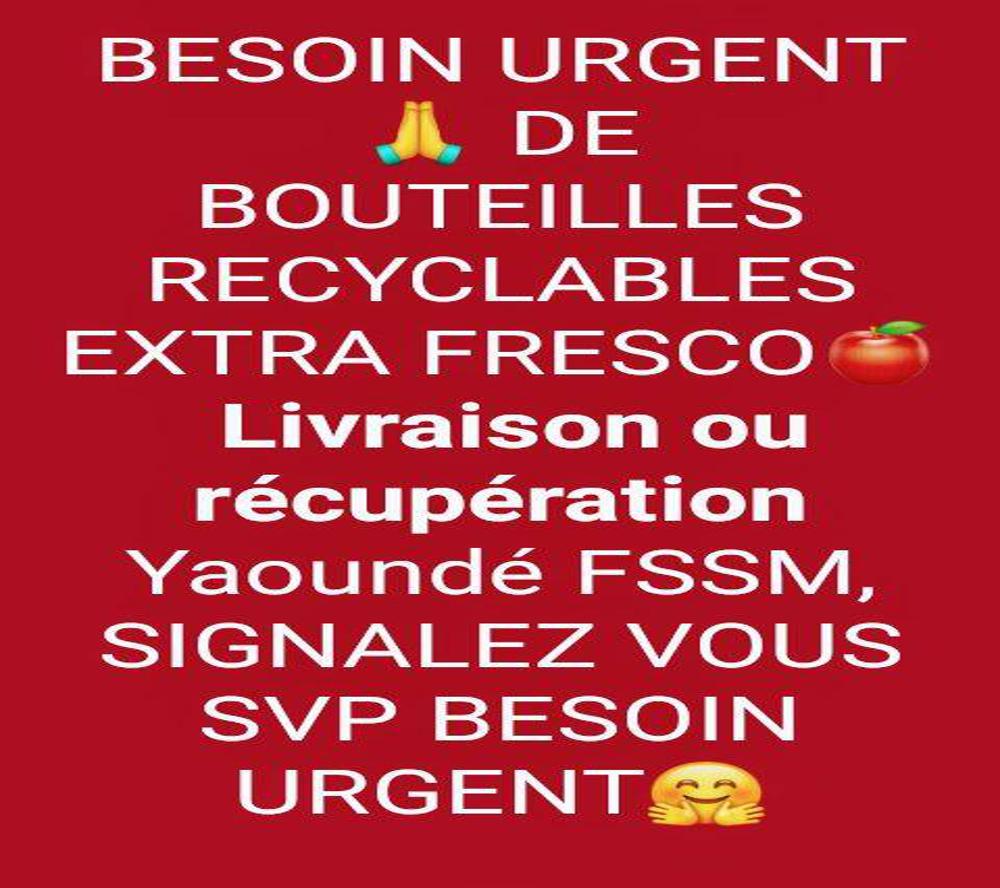 BESOIN URGENT
🙏 DE
BOUTEILLES
RECYCLABLES
EXTRA FRESCO🍎
Livraison ou
récupération
Yaoundé FSSM,
SIGNALEZ VOUS
SVP BESOIN
URGENT🤗